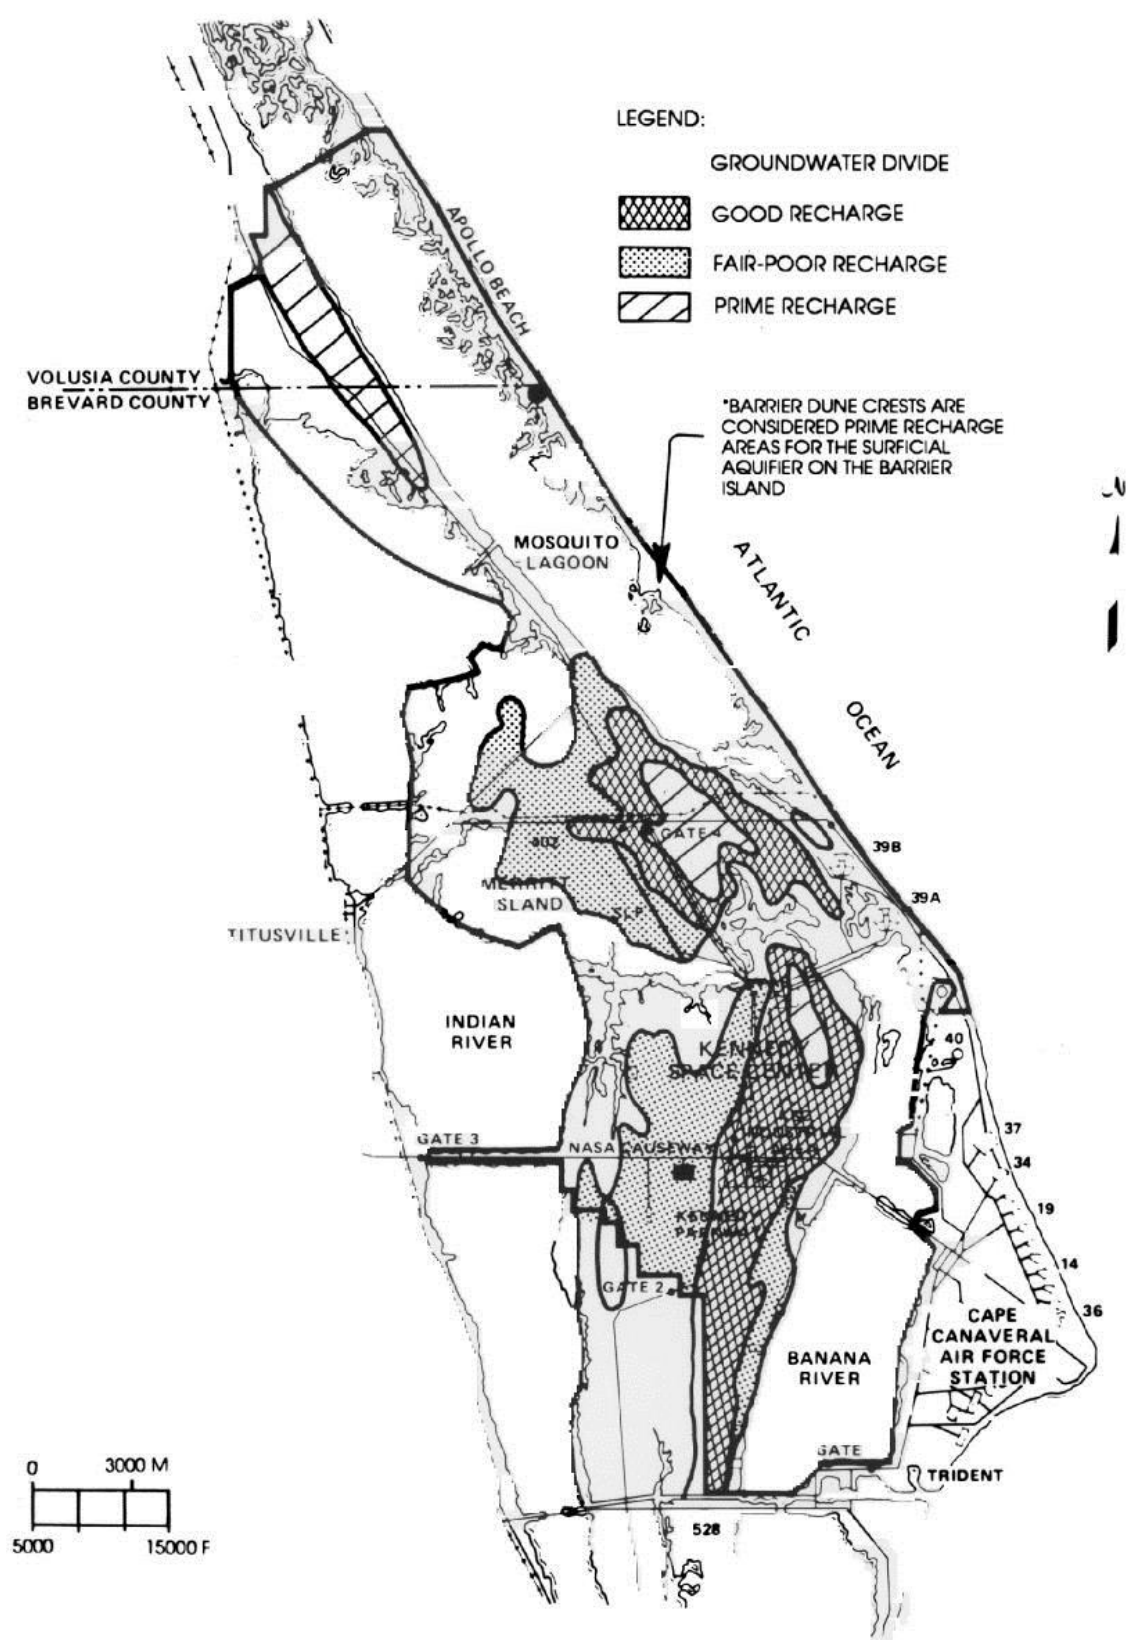 LEGEND:
GROUNDWATER DIVIDE
GOOD RECHARGE
FAIR-POOR RECHARGE
PRIME RECHARGE
APOLLO BEACH
VOLUSIA COUNTY
BREVARD COUNTY
*BARRIER DUNE CRESTS ARE
CONSIDERED PRIME RECHARGE
AREAS FOR THE SURFICIAL
AQUIFIER ON THE BARRIER
ISLAND
N
MOSQUITO
LAGOON
ATLANTIC
OCEAN
GATE 4
402
39B
MERRITT
ISLAND
SLF
39A
TITUSVILLE
INDIAN
RIVER
40
KENNEDY
SPACE CENTER
37
GATE 3
NASA CAUSEWAY
34
19
PARKWAY
14
GATE 2
36
CAPE
CANAVERAL
AIR FORCE
STATION
BANANA
RIVER
GATE
TRIDENT
0
3000 M
5000
15000 F
528